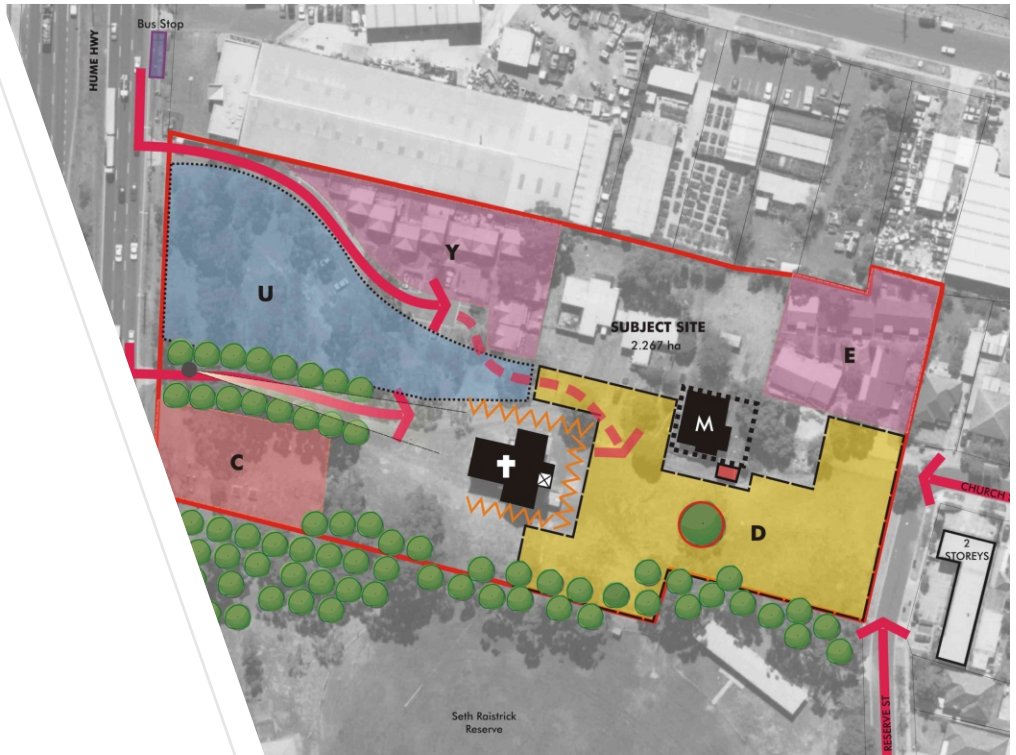 Bus Stop
HUME HWY
Y
U
SUBJECT SITE
2.267 ha
E
M
C
D
CHURCH
2
STOREYS
RESERVE ST
Seth Raistrick
Reserve